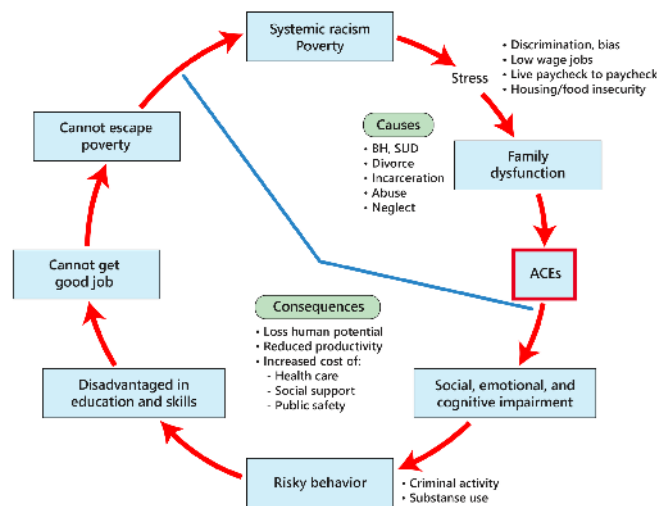 Systemic racism
Poverty
Stress
• Discrimination, bias
• Low wage jobs
• Live paycheck to paycheck
• Housing/food insecurity
Cannot escape
poverty
Causes
• BH, SUD
• Divorce
• Incarceration
• Abuse
• Neglect
Family
dysfunction
Cannot get
good job
ACEs
Consequences
• Loss human potential
• Reduced productivity
• Increased cost of:
- Health care
- Social support
- Public safety
Disadvantaged in
education and skills
Social, emotional, and
cognitive impairment
Risky behavior
• Criminal activity
• Substanse use